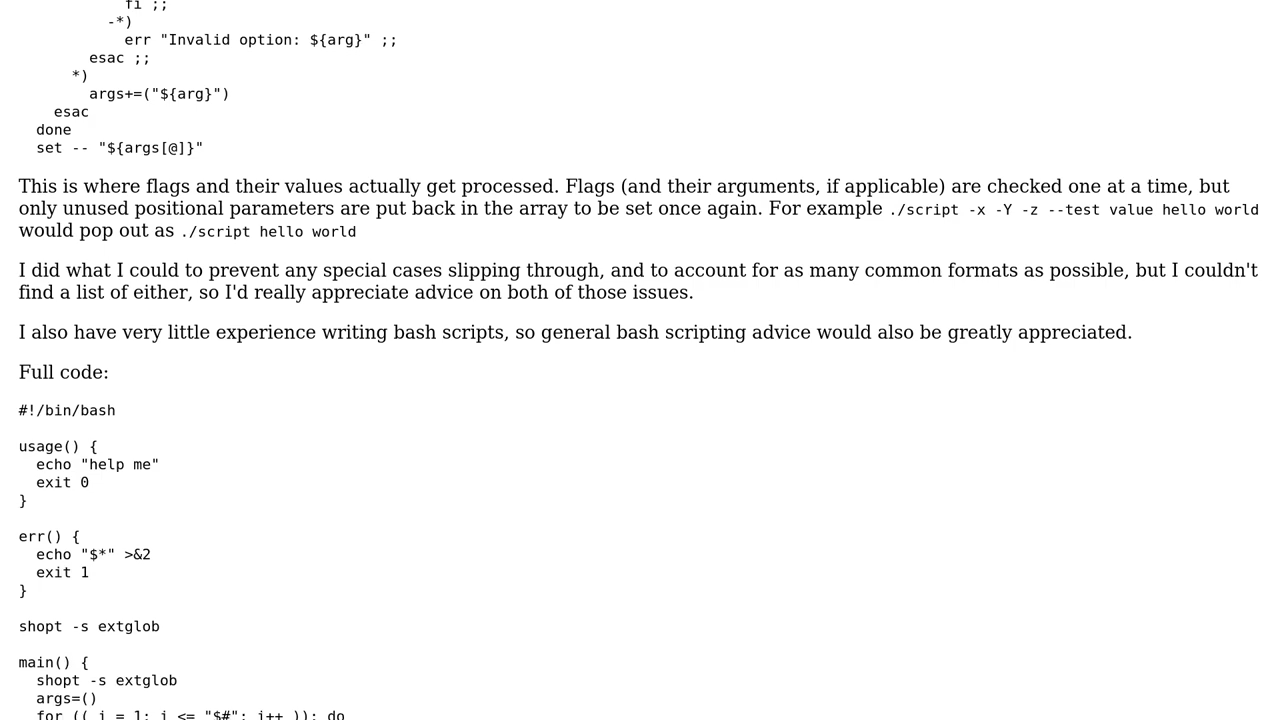 fi ;;
          -*)
            err "Invalid option: ${arg}" ;;
        esac ;;
      *)
        args+=("${arg}")
    esac
  done
  set -- "${args[@]}"
This is where flags and their values actually get processed. Flags (and their arguments, if applicable) are checked one at a time, but
only unused positional parameters are put back in the array to be set once again. For example ./script -x -Y -z --test value hello world
would pop out as ./script hello world
I did what I could to prevent any special cases slipping through, and to account for as many common formats as possible, but I couldn't
find a list of either, so I'd really appreciate advice on both of those issues.
I also have very little experience writing bash scripts, so general bash scripting advice would also be greatly appreciated.
Full code:
#!/bin/bash
usage() {
  echo "help me"
  exit 0
}
err() {
  echo "$*" >&2
  exit 1
}
shopt -s extglob
main() {
  shopt -s extglob
  args=()
  for (( i = 1; i <= "$#"; i++ )); do